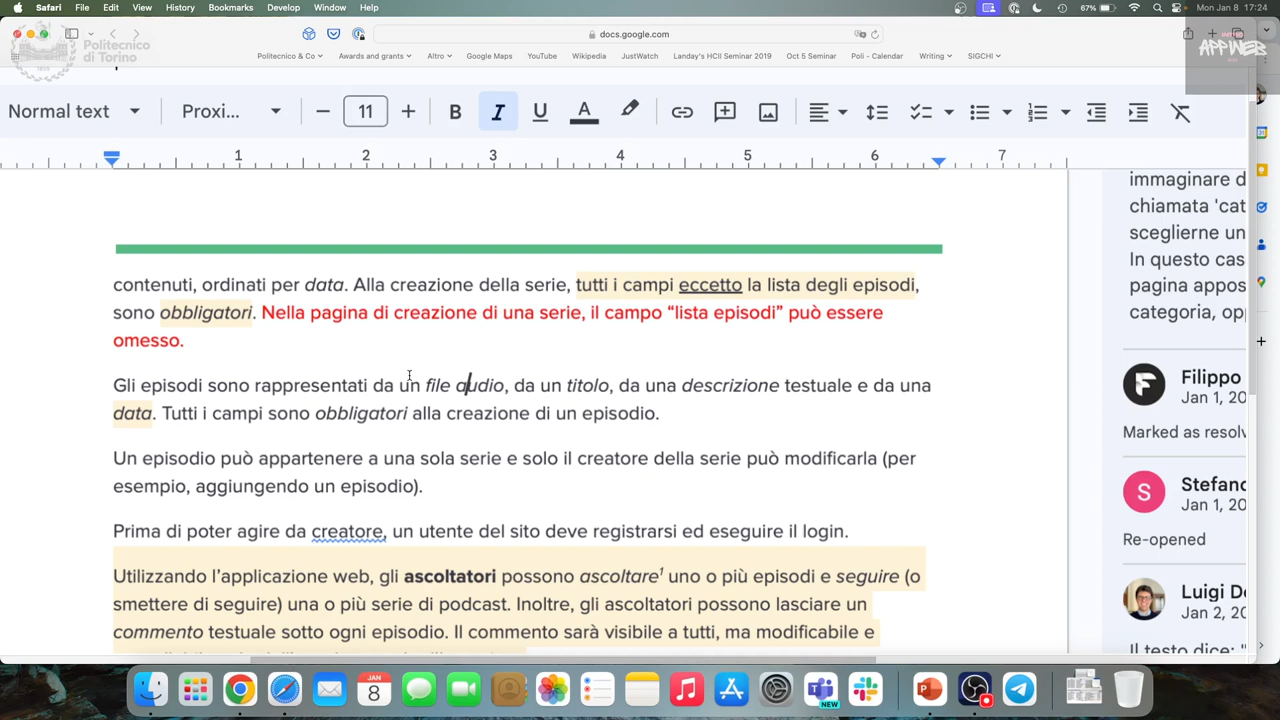 Safari File Edit View History Bookmarks Develop Window Help 67% Mon Jan 8 17:24
Politecnico di Torino
docs.google.com
INTRO APP WEB
Politecnico & Co Awards and grants Altro Google Maps YouTube Wikipedia JustWatch Landay's HCII Seminar 2019 Oct 5 Seminar Poli - Calendar Writing SIGCHI
Normal text Proxi... 11 B I U A
1 2 3 4 5 6 7
contenuti, ordinati per data. Alla creazione della serie, tutti i campi eccetto la lista degli episodi,
sono obbligatori. Nella pagina di creazione di una serie, il campo “lista episodi” può essere
omesso.
Gli episodi sono rappresentati da un file audio, da un titolo, da una descrizione testuale e da una
data. Tutti i campi sono obbligatori alla creazione di un episodio.
Un episodio può appartenere a una sola serie e solo il creatore della serie può modificarla (per
esempio, aggiungendo un episodio).
Prima di poter agire da creatore, un utente del sito deve registrarsi ed eseguire il login.
Utilizzando l’applicazione web, gli ascoltatori possono ascoltare¹ uno o più episodi e seguire (o
smettere di seguire) una o più serie di podcast. Inoltre, gli ascoltatori possono lasciare un
commento testuale sotto ogni episodio. Il commento sarà visibile a tutti, ma modificabile e
immaginare d
chiamata 'cat
sceglierne un
In questo cas
pagina appos
categoria, opp
Filippo
Jan 1, 20
Marked as resolv
S
Stefano
Jan 1, 20
Re-opened
Luigi De
Jan 2, 20
Il testo dice: "
JAN
8
NEW